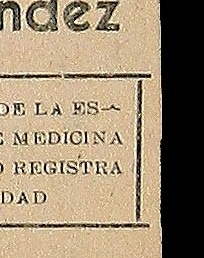 ndez
DE LA ES-
E MEDICINA
O REGISTRA
DAD